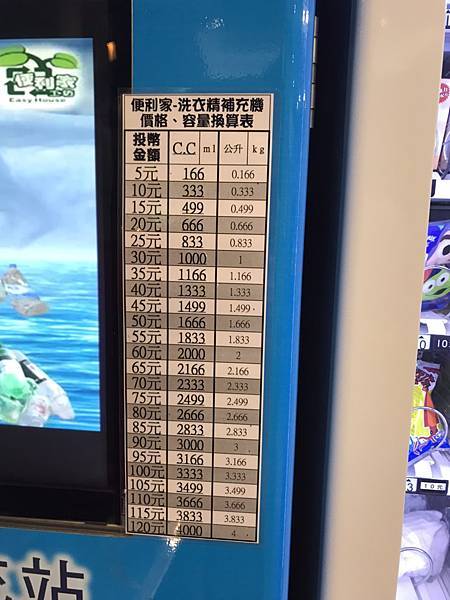 便利家
Easy House
便利家-洗衣精補充機
價格、容量換算表
投幣金額 C.C ml 公升 kg
5元 166 0.166
10元 333 0.333
15元 499 0.499
20元 666 0.666
25元 833 0.833
30元 1000 1
35元 1166 1.166
40元 1333 1.333
45元 1499 1.499
50元 1666 1.666
55元 1833 1.833
60元 2000 2
65元 2166 2.166
70元 2333 2.333
75元 2499 2.499
80元 2666 2.666
85元 2833 2.833
90元 3000 3
95元 3166 3.166
100元 3333 3.333
105元 3499 3.499
110元 3666 3.666
115元 3833 3.833
120元 4000 4
站
10元